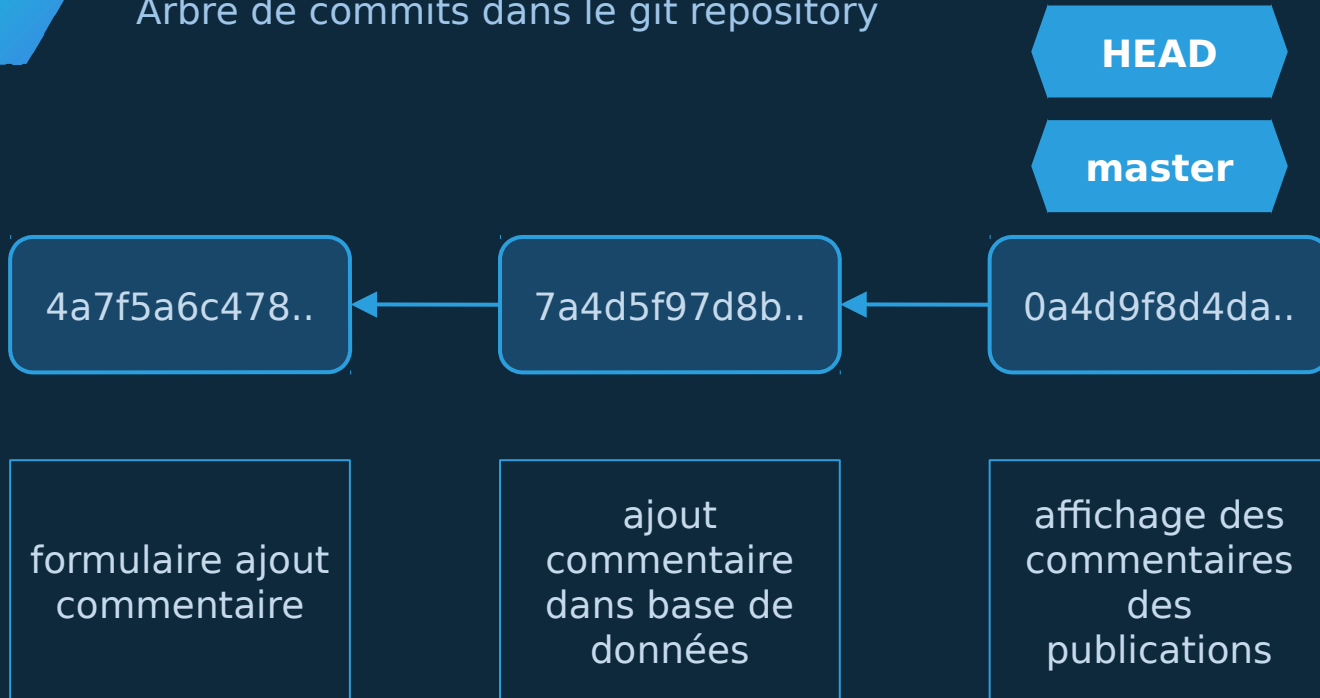 Arbre de commits dans le git repository
HEAD
master
4a7f5a6c478..
7a4d5f97d8b..
0a4d9f8d4da..
formulaire ajout
commentaire
ajout
commentaire
dans base de
données
affichage des
commentaires
des
publications